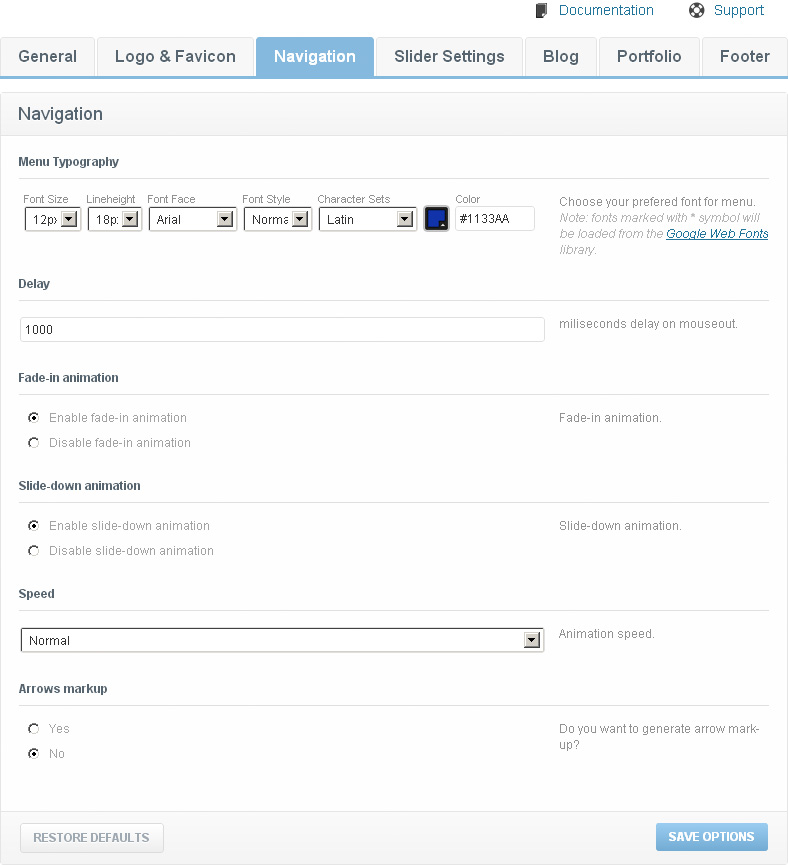 Documentation Support
General Logo & Favicon Navigation Slider Settings Blog Portfolio Footer
Navigation
Menu Typography
Font Size Lineheight Font Face Font Style Character Sets Color
12px 18px Arial Norma Latin #1133AA
Choose your prefered font for menu.
Note: fonts marked with * symbol will
be loaded from the Google Web Fonts
library.
Delay
1000
miliseconds delay on mouseout.
Fade-in animation
Enable fade-in animation
Fade-in animation.
Disable fade-in animation
Slide-down animation
Enable slide-down animation
Slide-down animation.
Disable slide-down animation
Speed
Normal
Animation speed.
Arrows markup
Yes
No
Do you want to generate arrow mark-
up?
RESTORE DEFAULTS SAVE OPTIONS